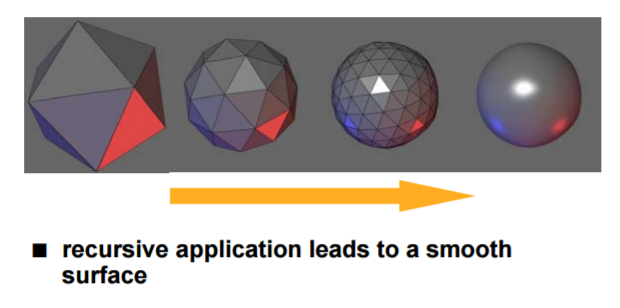 ■ recursive application leads to a smooth
surface